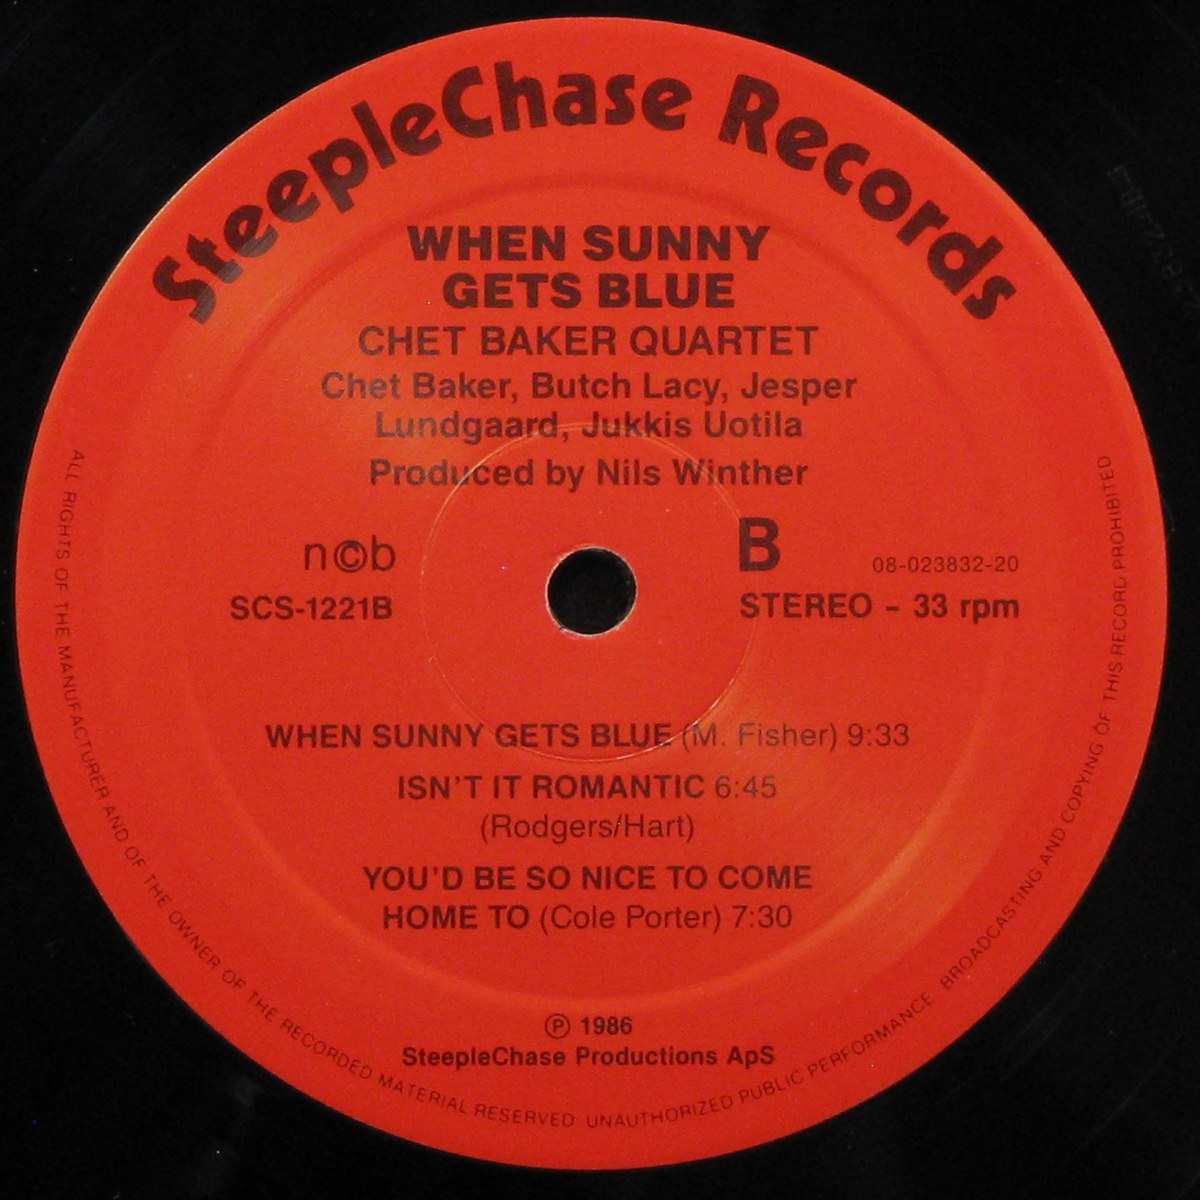 SteepleChase Records
WHEN SUNNY
GETS BLUE
CHET BAKER QUARTET
Chet Baker, Butch Lacy, Jesper
Lundgaard, Jukkis Uotila
Produced by Nils Winther
n©b
B
08-023832-20
SCS-1221B
STEREO - 33 rpm
WHEN SUNNY GETS BLUE (M. Fisher) 9:33
ISN'T IT ROMANTIC 6:45
(Rodgers/Hart)
YOU'D BE SO NICE TO COME
HOME TO (Cole Porter) 7:30
℗ 1986
SteepleChase Productions ApS
ALL RIGHTS OF THE MANUFACTURER AND OF THE OWNER OF THE RECORDED MATERIAL RESERVED UNAUTHORIZED PUBLIC PERFORMANCE BROADCASTING AND COPYING OF THIS RECORD PROHIBITED